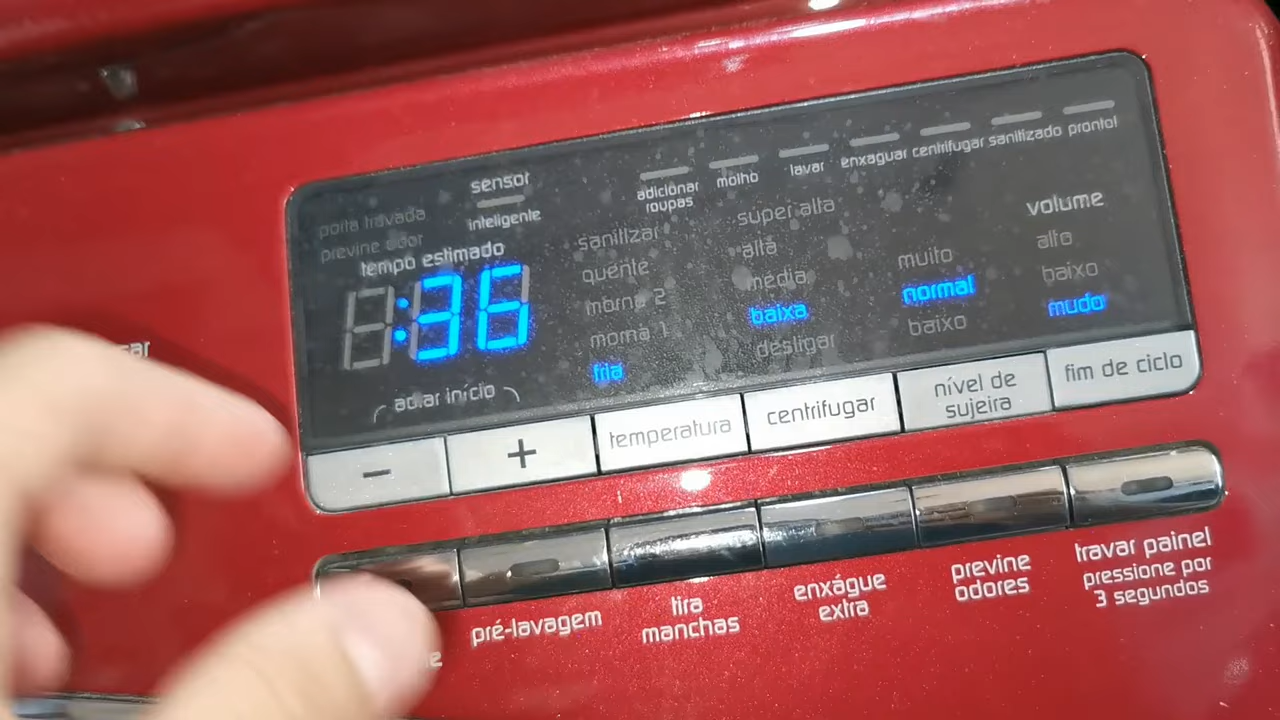 porta travada
previne odor
sensor
inteligente
tempo estimado
:36
adiar início
adicionar
roupas
molho
lavar
enxaguar
centrifugar
sanitizado
pronto!
sanitizar
quente
morna 2
morna 1
fria
super alta
alta
média
baixa
desligar
muito
normal
baixo
volume
alto
baixo
mudo
−
+
temperatura
centrifugar
nível de
sujeira
fim de ciclo
pré-lavagem
tira
manchas
enxágue
extra
previne
odores
travar painel
pressione por
3 segundos